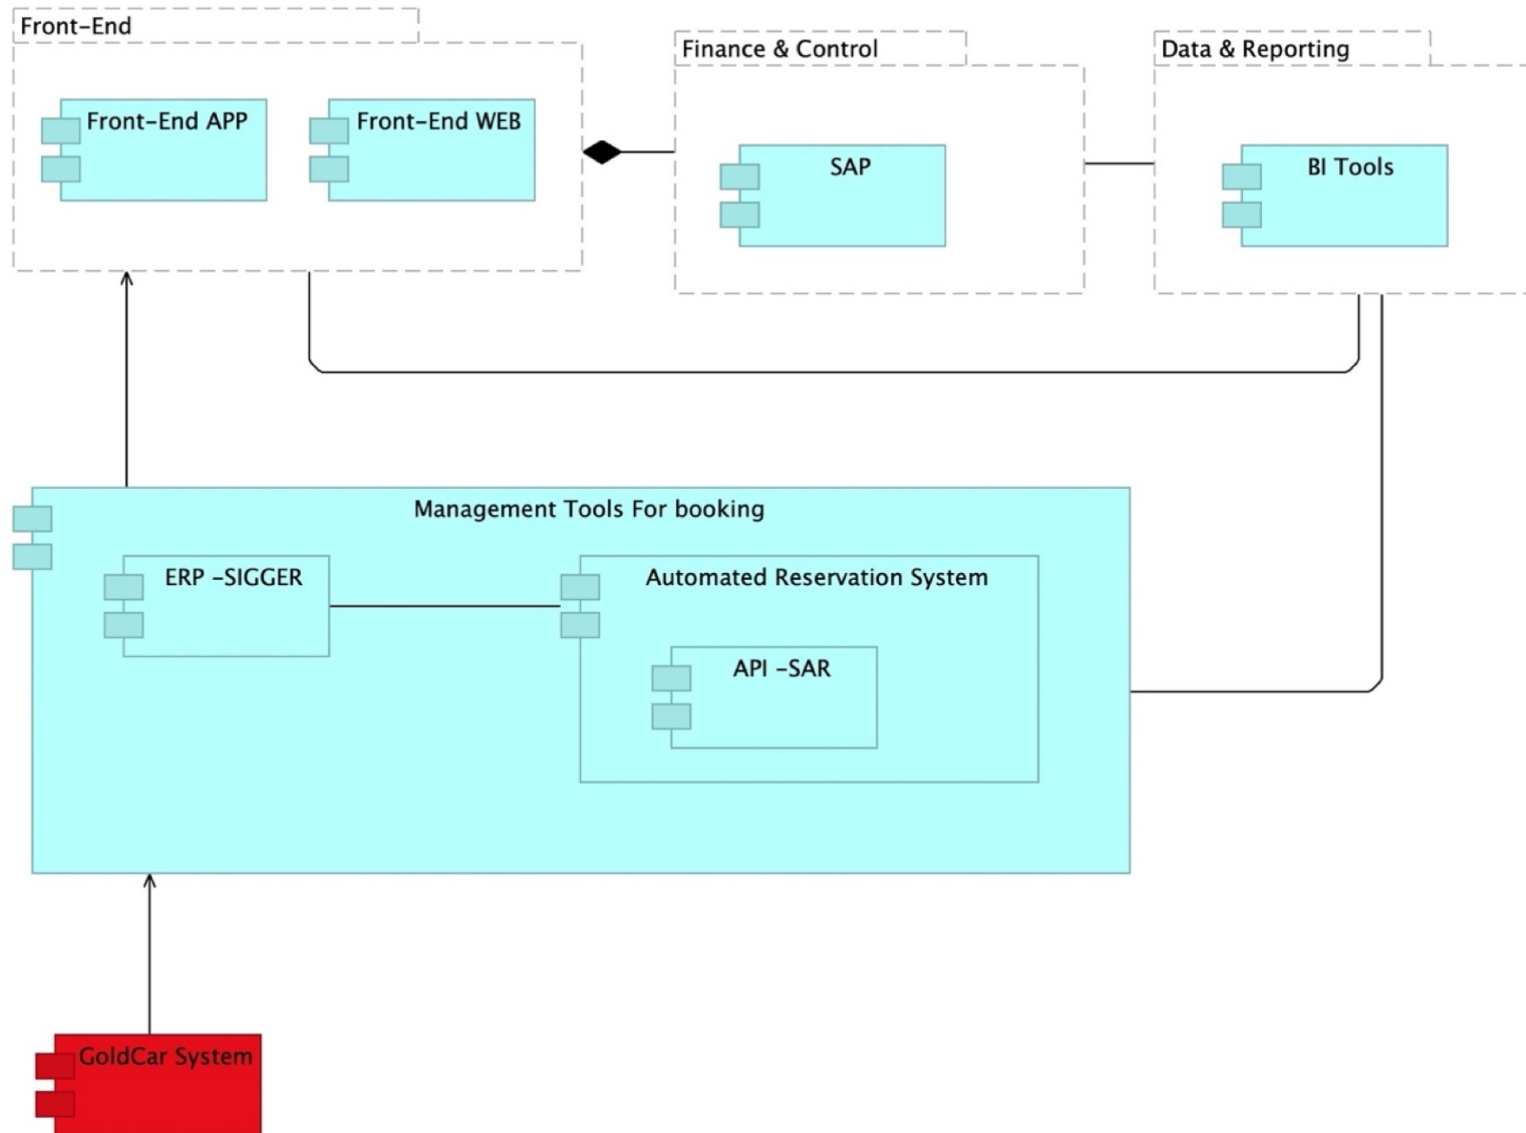 Front-End
Finance & Control
Data & Reporting
Front-End APP
Front-End WEB
SAP
BI Tools
Management Tools For booking
ERP -SIGGER
Automated Reservation System
API -SAR
GoldCar System